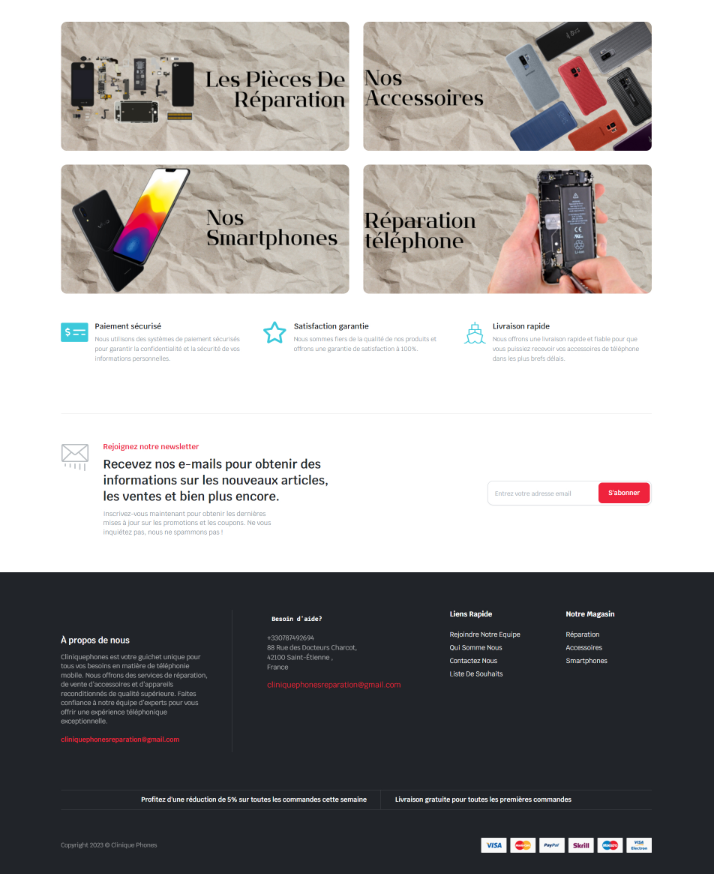 Les Pièces De
Réparation
Nos
Accessoires
Nos
Smartphones
Réparation
téléphone
Paiement sécurisé
Nous utilisons des systèmes de paiement sécurisés
pour garantir la confidentialité et la sécurité de vos
informations personnelles.
Satisfaction garantie
Nous sommes fiers de la qualité de nos produits et
offrons une garantie de satisfaction à 100%.
Livraison rapide
Nous offrons une livraison rapide et fiable pour que
vous puissiez recevoir vos accessoires de téléphone
dans les plus brefs délais.
Rejoignez notre newsletter
Recevez nos e-mails pour obtenir des
informations sur les nouveaux articles,
les ventes et bien plus encore.
Inscrivez-vous maintenant pour obtenir les dernières
mises à jour sur les promotions et les coupons. Ne vous
inquiétez pas, nous ne spammons pas !
Entrez votre adresse email
S'abonner
À propos de nous
Cliniquephones est votre guichet unique pour
tous vos besoins en matière de téléphonie
mobile. Nous offrons des services de réparation,
de vente d'accessoires et d'appareils
reconditionnés de qualité supérieure. Faites
confiance à notre équipe d'experts pour vous
offrir une expérience téléphonique
exceptionnelle.
cliniquephonesreparation@gmail.com
Besoin d'aide?
+330787492694
88 Rue des Docteurs Charcot,
42100 Saint-Étienne ,
France
cliniquephonesreparation@gmail.com
Liens Rapide
Rejoindre Notre Equipe
Qui Somme Nous
Contactez Nous
Liste De Souhaits
Notre Magasin
Réparation
Accessoires
Smartphones
Profitez d'une réduction de 5% sur toutes les commandes cette semaine
Livraison gratuite pour toutes les premières commandes
Copyright 2023 © Clinique Phones
VISA
PayPal
Skrill
VISA
Electron